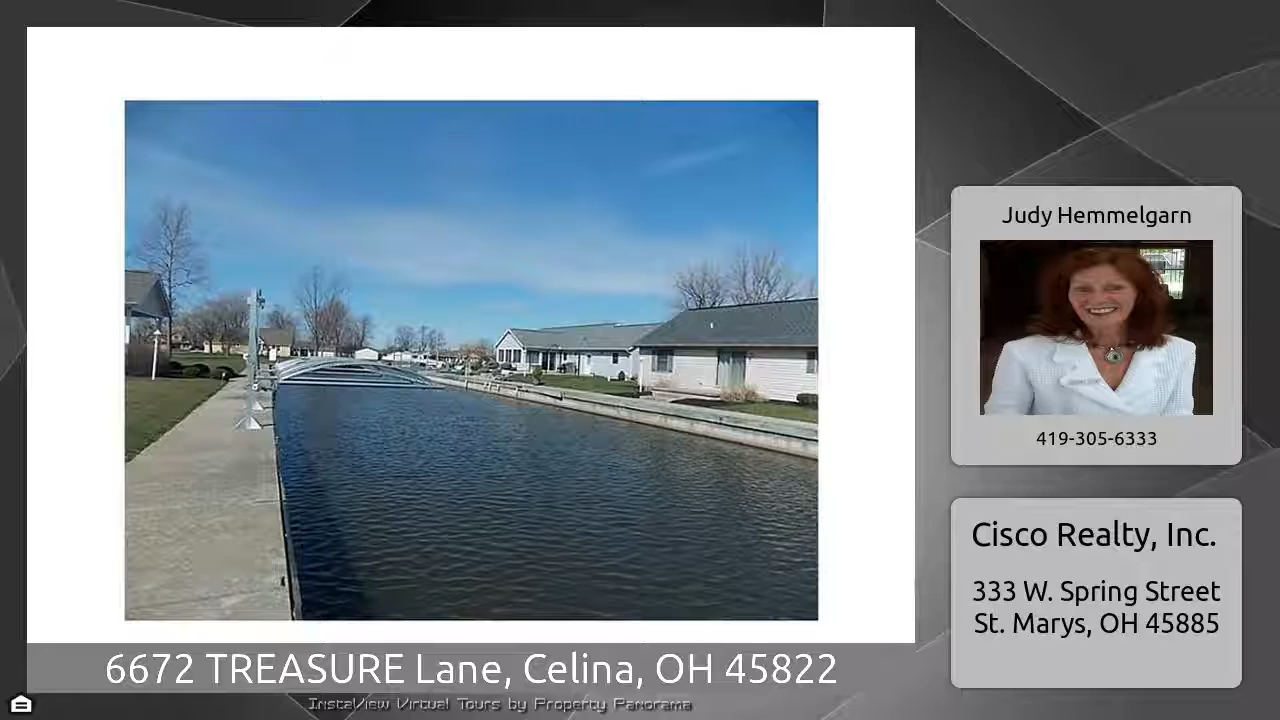 Judy Hemmelgarn
419-305-6333
Cisco Realty, Inc.
333 W. Spring Street
St. Marys, OH 45885
6672 TREASURE Lane, Celina, OH 45822
InstaView Virtual Tours by Property Panorama